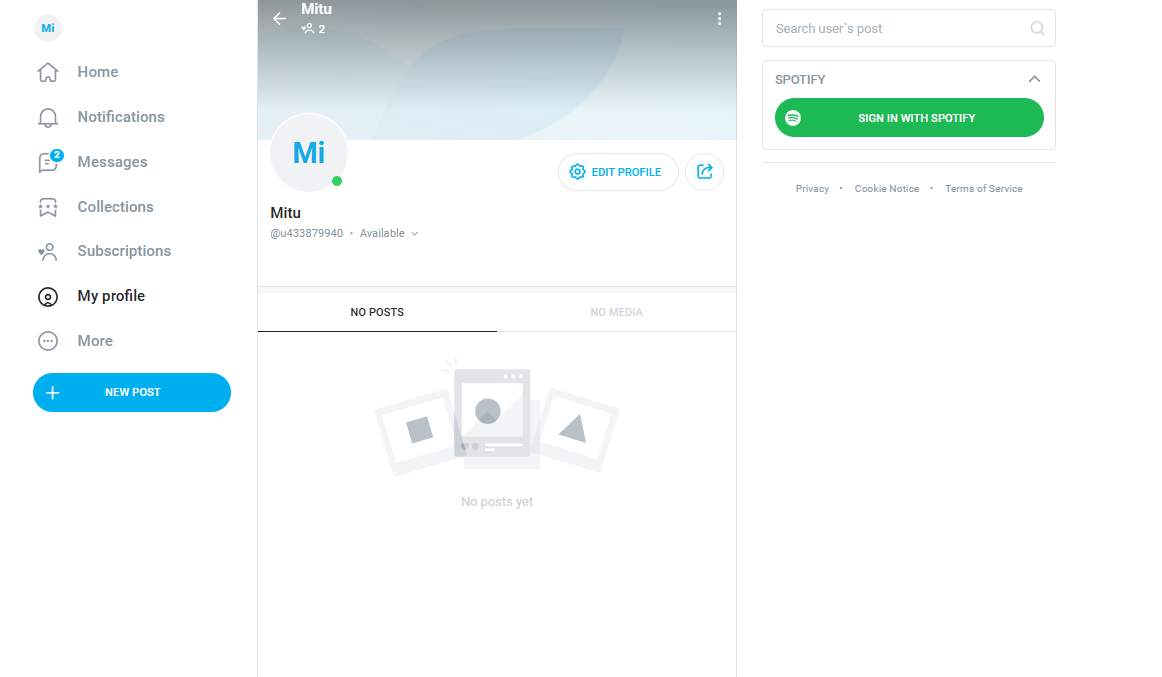 Mi
Home
Notifications
2
Messages
Collections
Subscriptions
My profile
More
NEW POST
Mitu
2
Mi
EDIT PROFILE
Mitu
@u433879940 • Available
NO POSTS
NO MEDIA
No posts yet
Search user`s post
SPOTIFY
SIGN IN WITH SPOTIFY
Privacy • Cookie Notice • Terms of Service